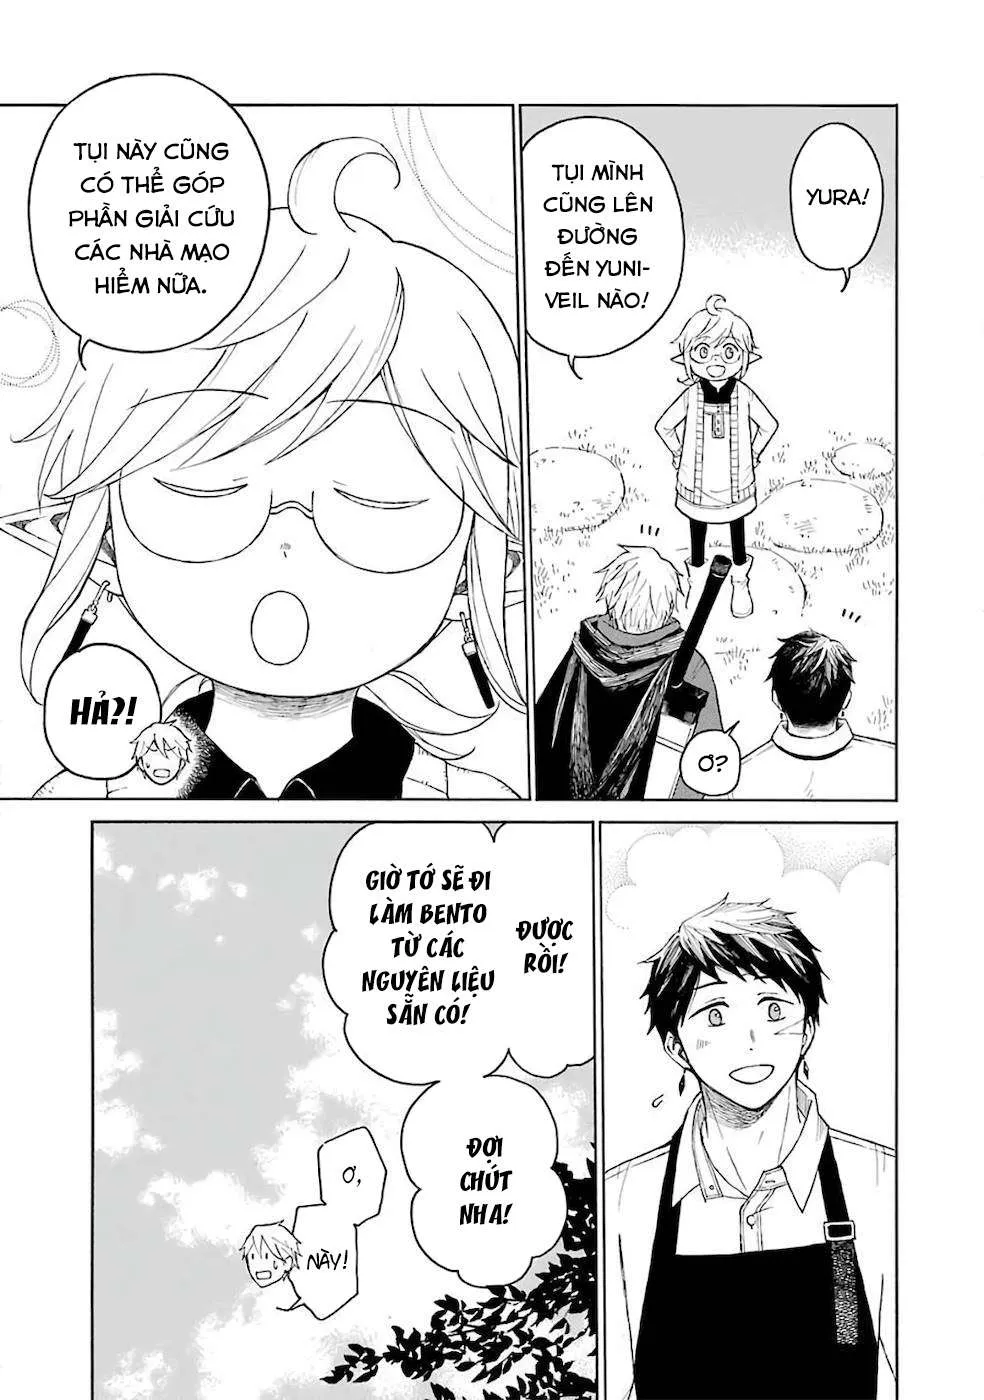 YURA!
TỤI MÌNH
CŨNG LÊN
ĐƯỜNG
ĐẾN YUNI-
VEIL NÀO!
Ơ?
TỤI NÀY CŨNG
CÓ THỂ GÓP
PHẦN GIẢI CỨU
CÁC NHÀ MẠO
HIỂM NỮA.
HẢ?!
ĐƯỢC
RỒI!
GIỜ TỚ SẼ ĐI
LÀM BENTO
TỪ CÁC
NGUYÊN LIỆU
SẴN CÓ!
ĐỢI
CHÚT
NHA!
Ơ,
NÀY!